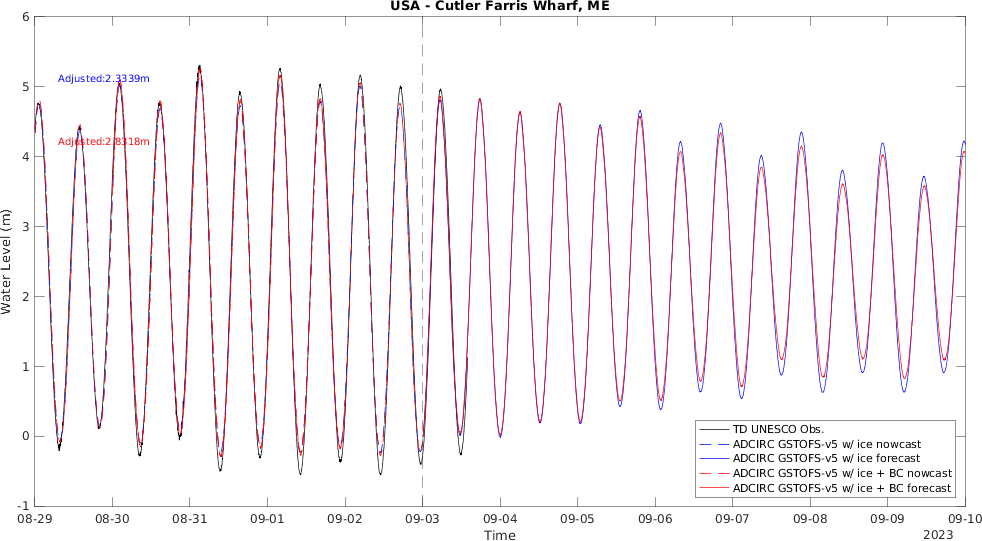 USA - Cutler Farris Wharf, ME
6
5
4
3
2
1
0
-1
Water Level (m)
Adjusted:2.3339m
Adjusted:2.8318m
TD UNESCO Obs.
ADCIRC GSTOFS-v5 w/ ice nowcast
ADCIRC GSTOFS-v5 w/ ice forecast
ADCIRC GSTOFS-v5 w/ ice + BC nowcast
ADCIRC GSTOFS-v5 w/ ice + BC forecast
08-29 08-30 08-31 09-01 09-02 09-03 09-04 09-05 09-06 09-07 09-08 09-09 09-10
Time
2023